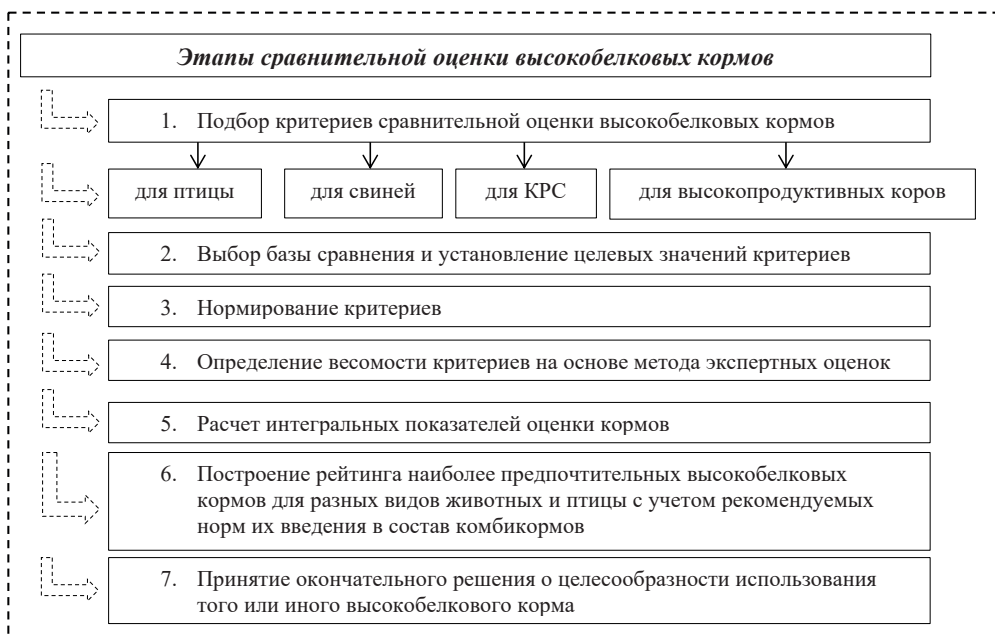 Этапы сравнительной оценки высокобелковых кормов
1. Подбор критериев сравнительной оценки высокобелковых кормов
для птицы
для свиней
для КРС
для высокопродуктивных коров
2. Выбор базы сравнения и установление целевых значений критериев
3. Нормирование критериев
4. Определение весомости критериев на основе метода экспертных оценок
5. Расчет интегральных показателей оценки кормов
6. Построение рейтинга наиболее предпочтительных высокобелковых
кормов для разных видов животных и птицы с учетом рекомендуемых
норм их введения в состав комбикормов
7. Принятие окончательного решения о целесообразности использования
того или иного высокобелкового корма